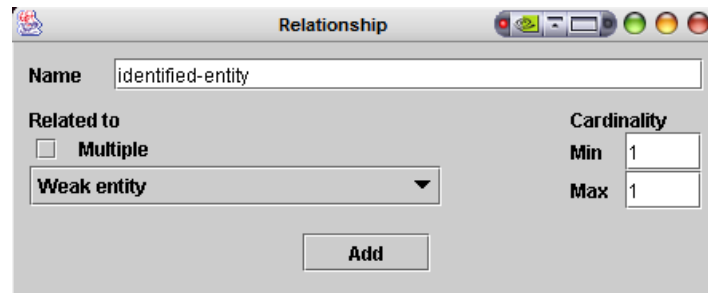 Relationship
Name identified-entity
Related to
Cardinality
Multiple
Min 1
Weak entity
Max 1
Add